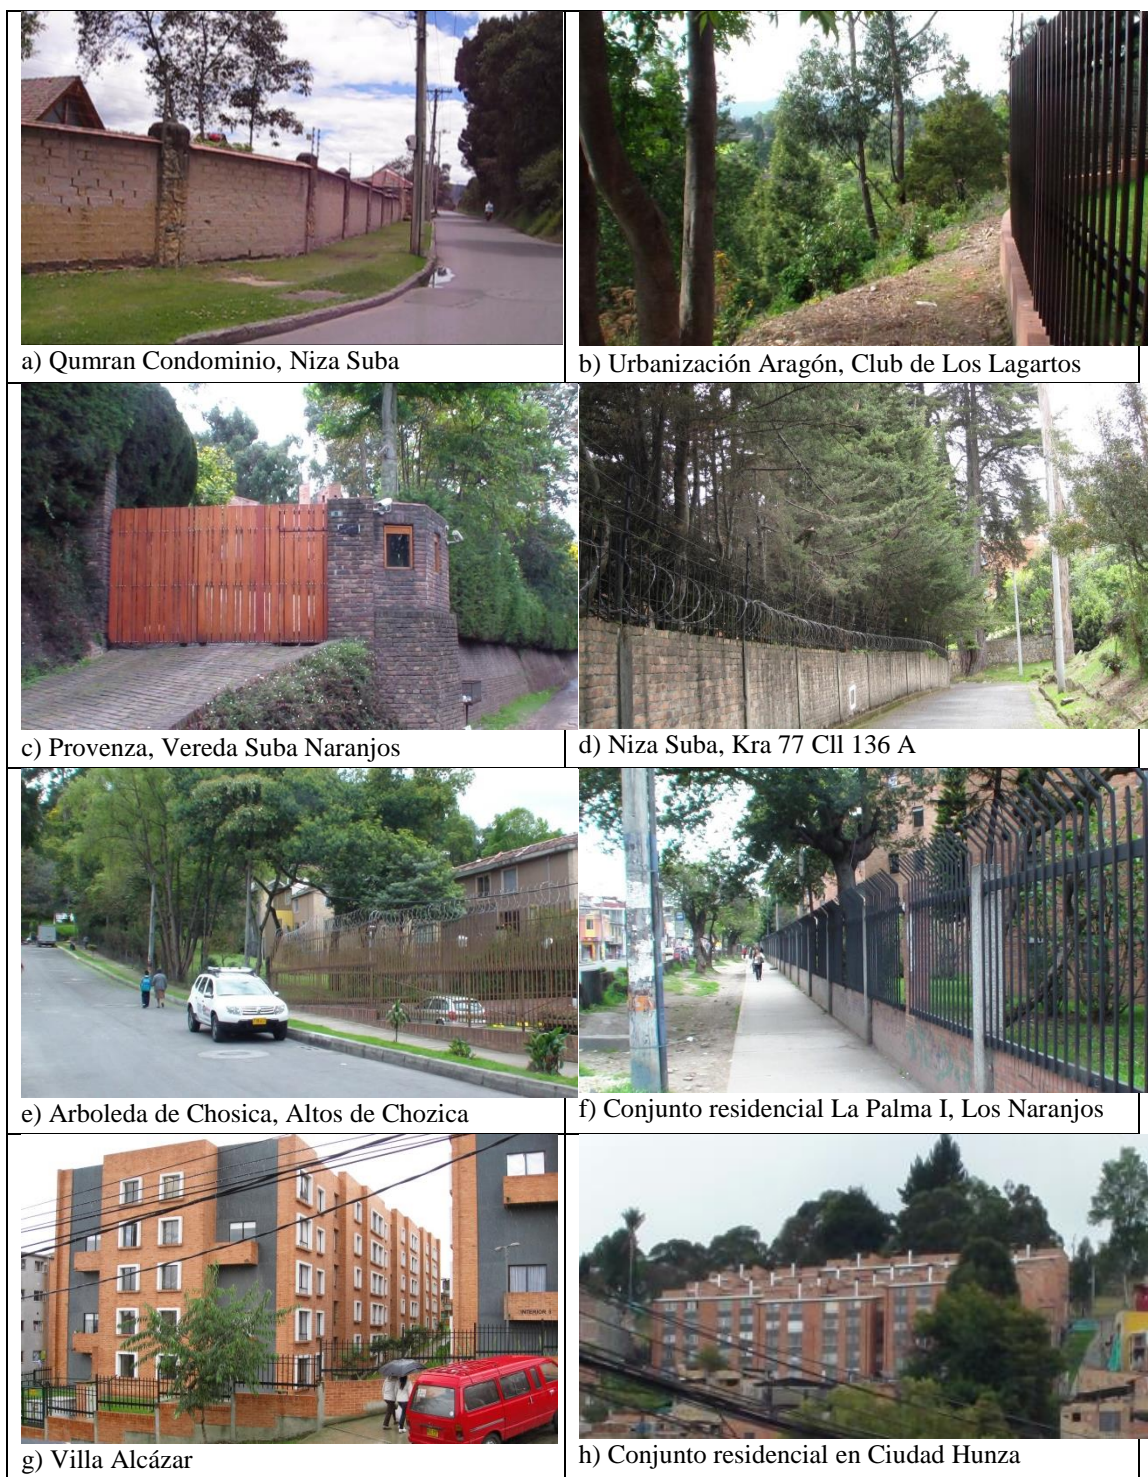 a) Qumran Condominio, Niza Suba
b) Urbanización Aragón, Club de Los Lagartos
c) Provenza, Vereda Suba Naranjos
d) Niza Suba, Kra 77 Cll 136 A
e) Arboleda de Chosica, Altos de Chozica
f) Conjunto residencial La Palma I, Los Naranjos
INTERIOR
g) Villa Alcázar
h) Conjunto residencial en Ciudad Hunza